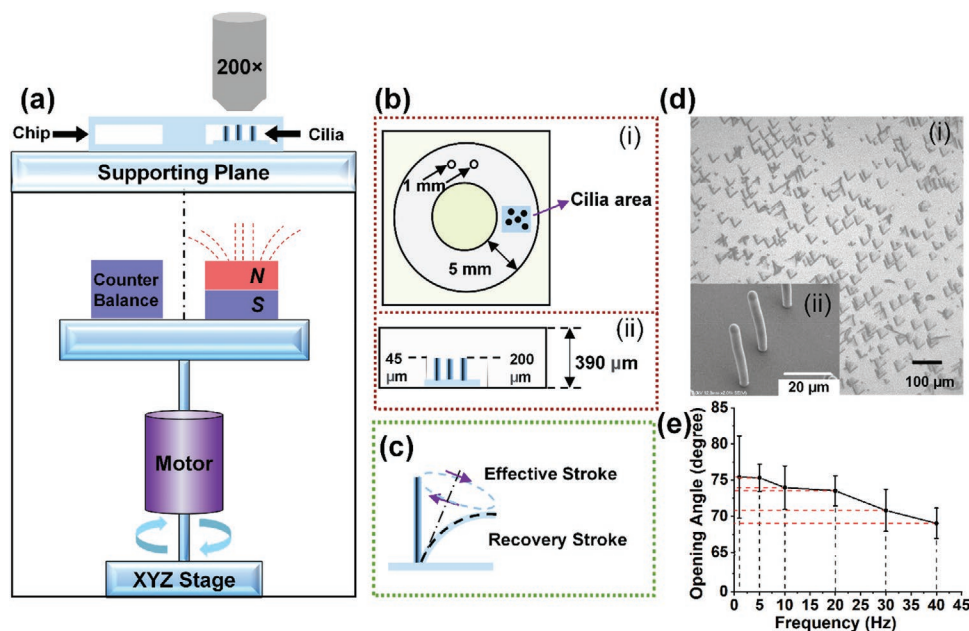 (a)
200×
Chip
Cilia
Supporting Plane
N
S
Counter
Balance
Motor
XYZ Stage
(b)
(i)
1 mm
Cilia area
5 mm
(ii)
45
µm
200
µm
390 µm
(c)
Effective Stroke
Recovery Stroke
(d)
(i)
(ii)
20 µm
100 µm
(e)
Opening Angle (degree)
85
80
75
70
65
0
0 5 10 15 20 25 30 35 40 45
Frequency (Hz)